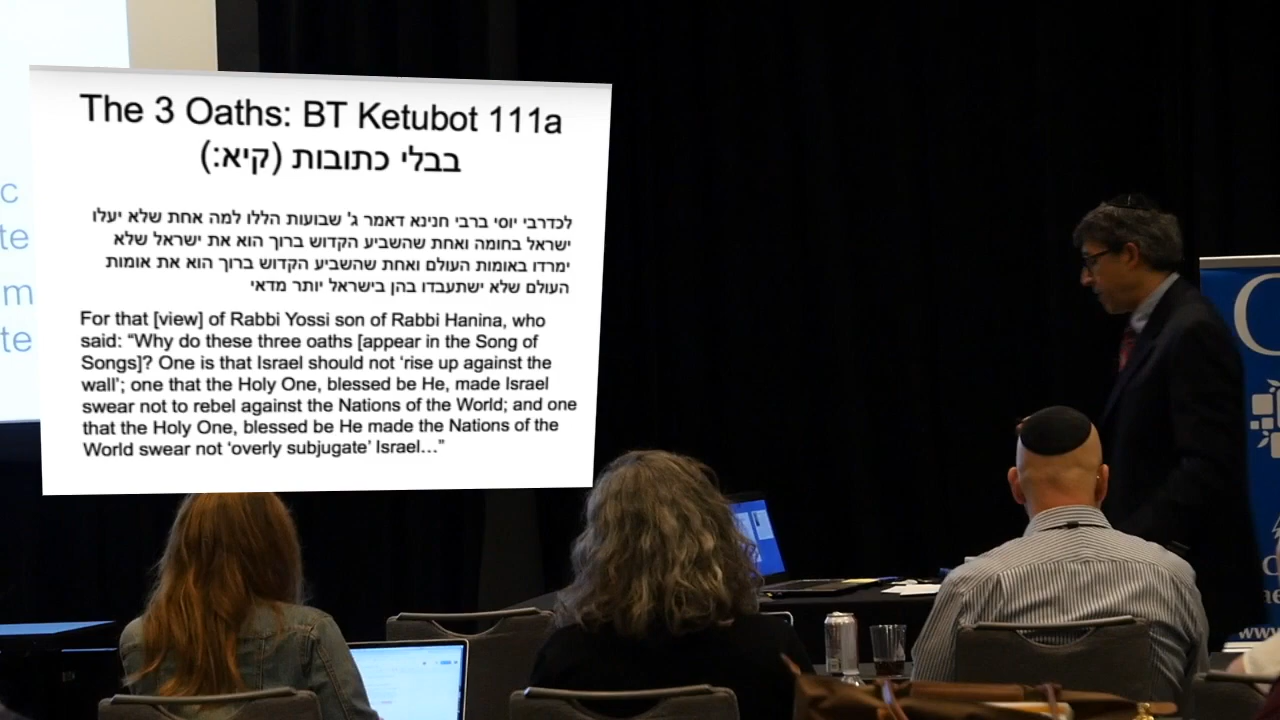 The 3 Oaths: BT Ketubot 111a
בבלי כתובות (קיא:)
לכדרבי יוסי ברבי חנינא דאמר ג' שבועות הללו למה אחת שלא יעלו
ישראל בחומה ואחת שהשביע הקדוש ברוך הוא את ישראל שלא
ימרדו באומות העולם ואחת שהשביע הקדוש ברוך הוא את אומות
העולם שלא ישתעבדו בהן בישראל יותר מדאי
For that [view] of Rabbi Yossi son of Rabbi Hanina, who
said: “Why do these three oaths [appear in the Song of
Songs]? One is that Israel should not ‘rise up against the
wall’; one that the Holy One, blessed be He, made Israel
swear not to rebel against the Nations of the World; and one
that the Holy One, blessed be He made the Nations of the
World swear not ‘overly subjugate’ Israel…”
c
te
m
te
C
www